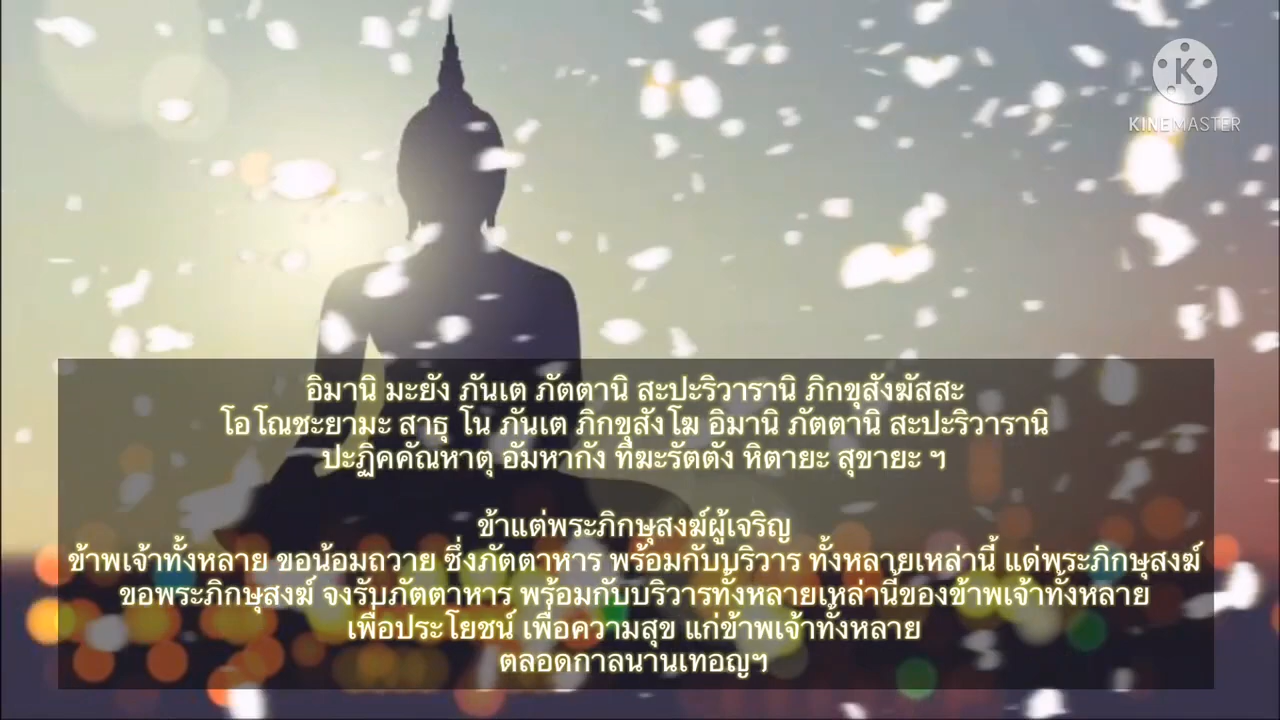 KINEMASTER
อิมานิ มะยัง ภันเต ภัตตานิ สะปะริวารานิ ภิกขุสังฆัสสะ
โอโณชะยามะ สาธุ โน ภันเต ภิกขุสังโฆ อิมานิ ภัตตานิ สะปะริวารานิ
ปะฏิคคัณหาตุ อัมหากัง ทีฆะรัตตัง หิตายะ สุขายะ ฯ
ข้าแต่พระภิกษุสงฆ์ผู้เจริญ
ข้าพเจ้าทั้งหลาย ขอน้อมถวาย ซึ่งภัตตาหาร พร้อมกับบริวาร ทั้งหลายเหล่านี้ แด่พระภิกษุสงฆ์
ขอพระภิกษุสงฆ์ จงรับภัตตาหาร พร้อมกับบริวารทั้งหลายเหล่านี้ของข้าพเจ้าทั้งหลาย
เพื่อประโยชน์ เพื่อความสุข แก่ข้าพเจ้าทั้งหลาย
ตลอดกาลนานเทอญฯ